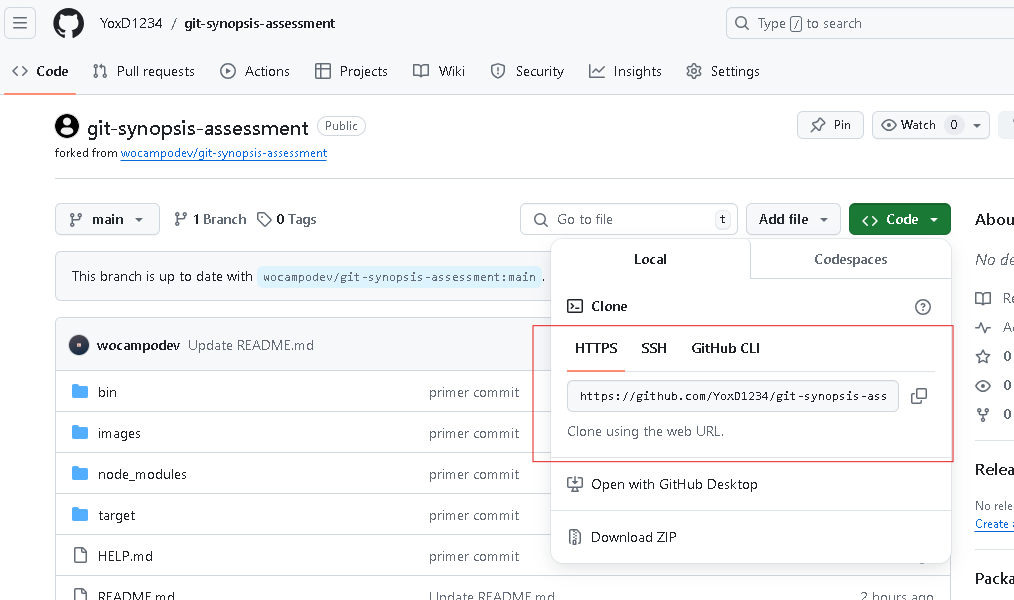 YoxD1234 / git-synopsis-assessment
Type / to search
Code Pull requests Actions Projects Wiki Security Insights Settings
git-synopsis-assessment Public
Pin Watch 0
forked from wocampodev/git-synopsis-assessment
main 1 Branch 0 Tags
Go to file t
Add file Code
This branch is up to date with wocampodev/git-synopsis-assessment:main .
wocampodev Update README.md
bin primer commit
images primer commit
node_modules primer commit
target primer commit
HELP.md primer commit
README.md Update README.md 2 hours ago
Local Codespaces
Clone
HTTPS SSH GitHub CLI
https://github.com/YoxD1234/git-synopsis-ass
Clone using the web URL.
Open with GitHub Desktop
Download ZIP
Abou
No de
Re
Ac
0
0
0
Relea
No rele
Create a
Packa